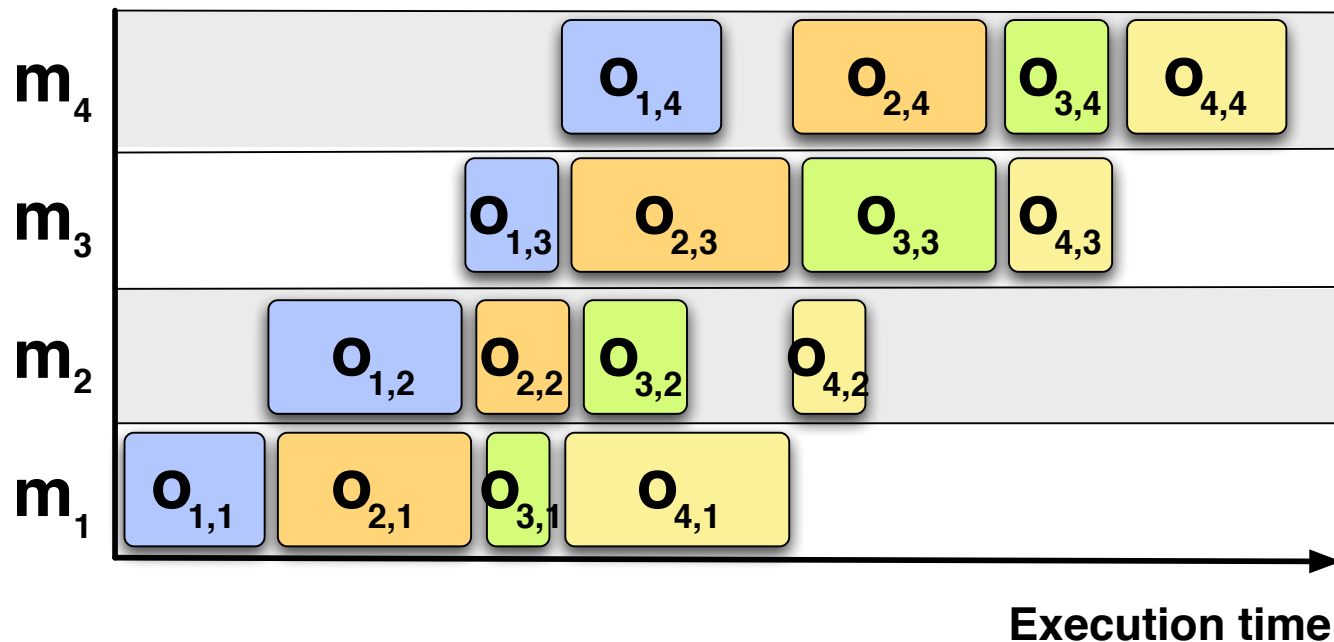 m4 O1,4 O2,4 O3,4 O4,4
m3 O1,3 O2,3 O3,3 O4,3
m2 O1,2 O2,2 O3,2 O4,2
m1 O1,1 O2,1 O3,1 O4,1
Execution time